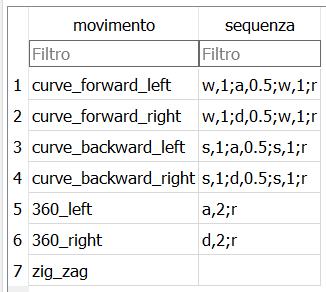 movimento sequenza
Filtro Filtro
1 curve_forward_left w,1;a,0.5;w,1;r
2 curve_forward_right w,1;d,0.5;w,1;r
3 curve_backward_left s,1;a,0.5;s,1;r
4 curve_backward_right s,1;d,0.5;s,1;r
5 360_left a,2;r
6 360_right d,2;r
7 zig_zag